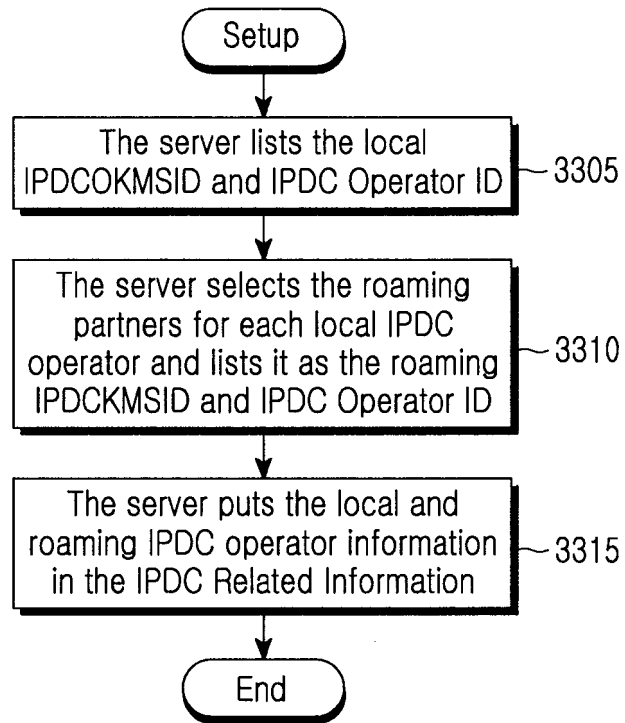 Setup
The server lists the local
IPDCOKMSID and IPDC Operator ID
3305
The server selects the roaming
partners for each local IPDC
operator and lists it as the roaming
IPDCKMSID and IPDC Operator ID
3310
The server puts the local and
roaming IPDC operator information
in the IPDC Related Information
3315
End